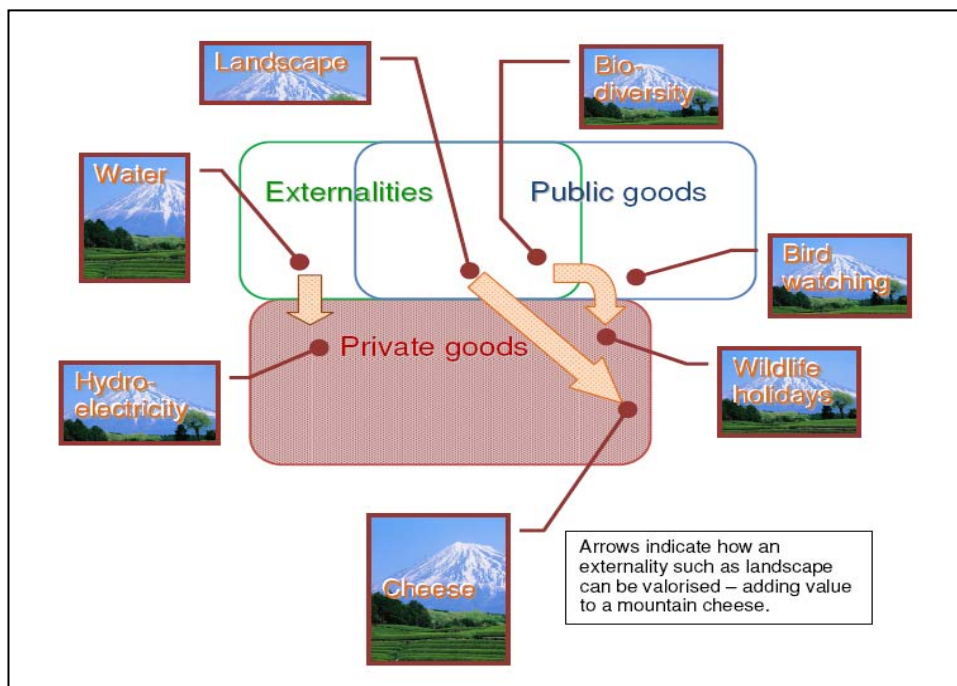 Landscape
Bio-
diversity
Water
Externalities
Public goods
Bird
watching
Private goods
Hydro-
electricity
Wildlife
holidays
Cheese
Arrows indicate how an
externality such as landscape
can be valorised – adding value
to a mountain cheese.